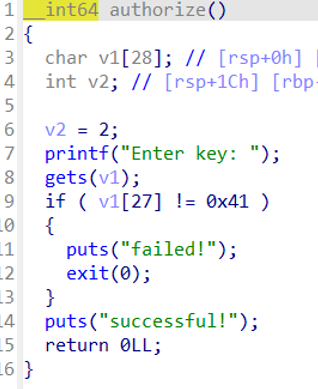 1 __int64 authorize()
2 {
3 char v1[28]; // [rsp+0h] [
4 int v2; // [rsp+1Ch] [rbp-
5
6 v2 = 2;
7 printf("Enter key: ");
8 gets(v1);
9 if ( v1[27] != 0x41 )
10 {
11 puts("failed!");
12 exit(0);
13 }
14 puts("successful!");
15 return 0LL;
16 }